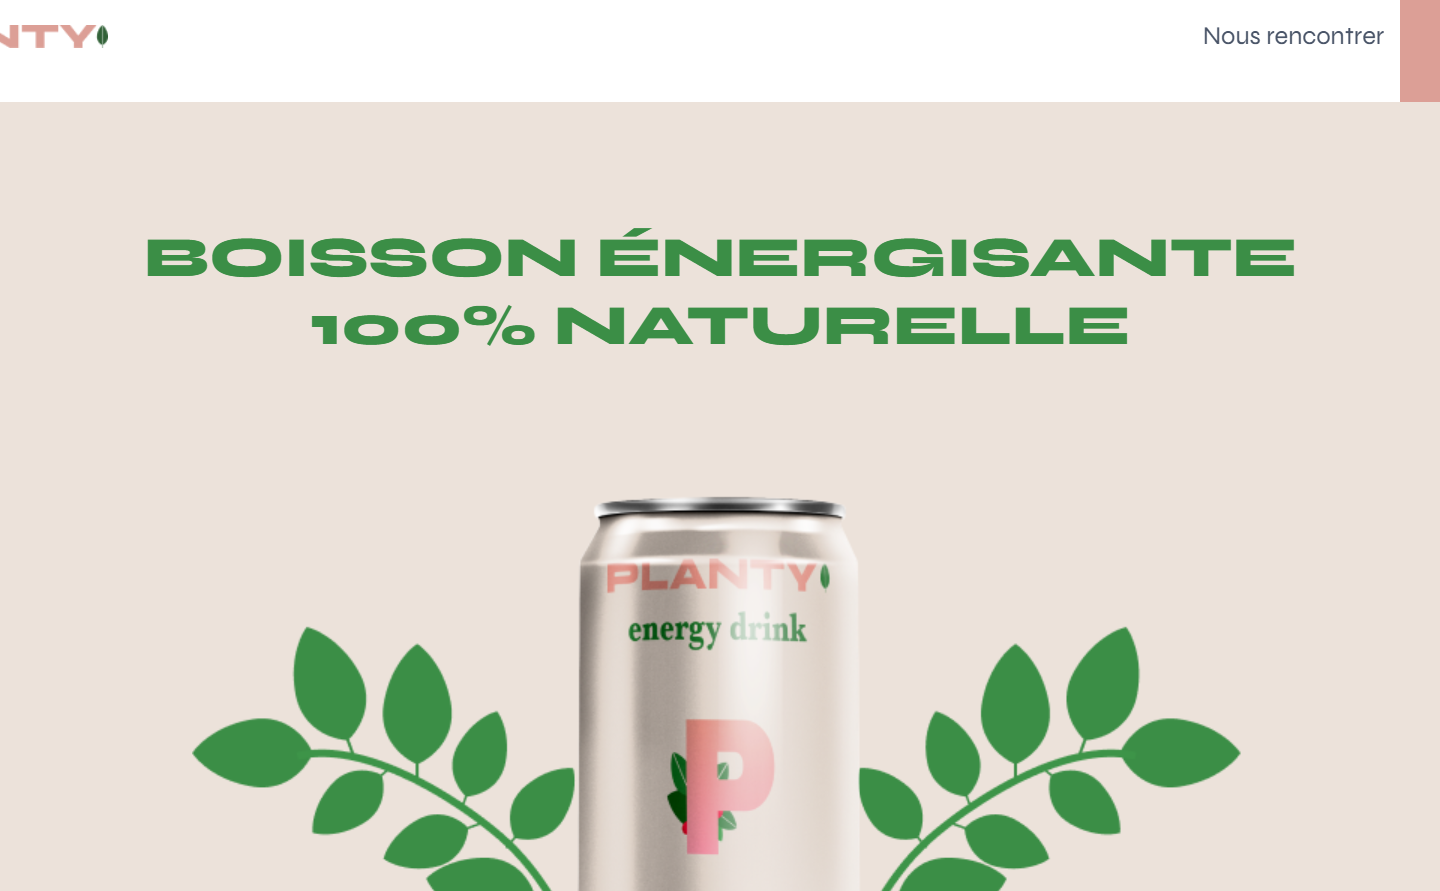 NTY
Nous rencontrer
BOISSON ÉNERGISANTE
100% NATURELLE
PLANTY
energy drink
P